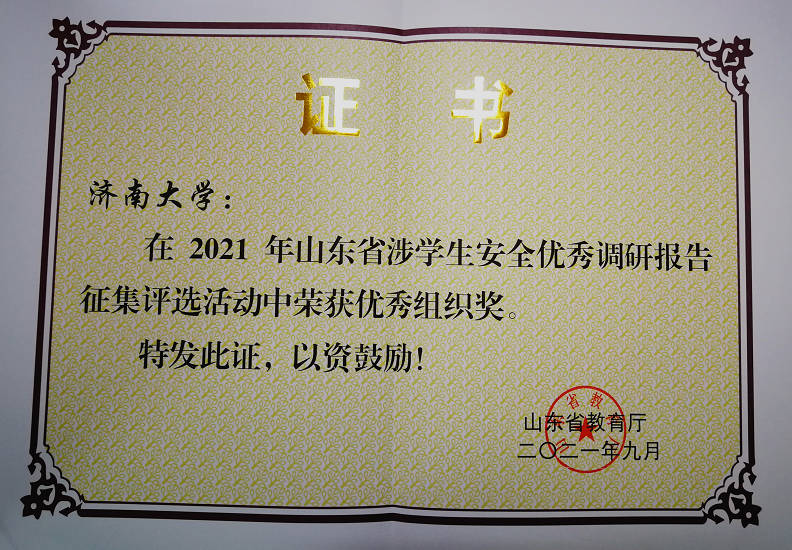 证 书
济南大学：
在 2021 年山东省涉学生安全优秀调研报告
征集评选活动中荣获优秀组织奖。
特发此证，以资鼓励！
山东省教育厅
二〇二一年九月